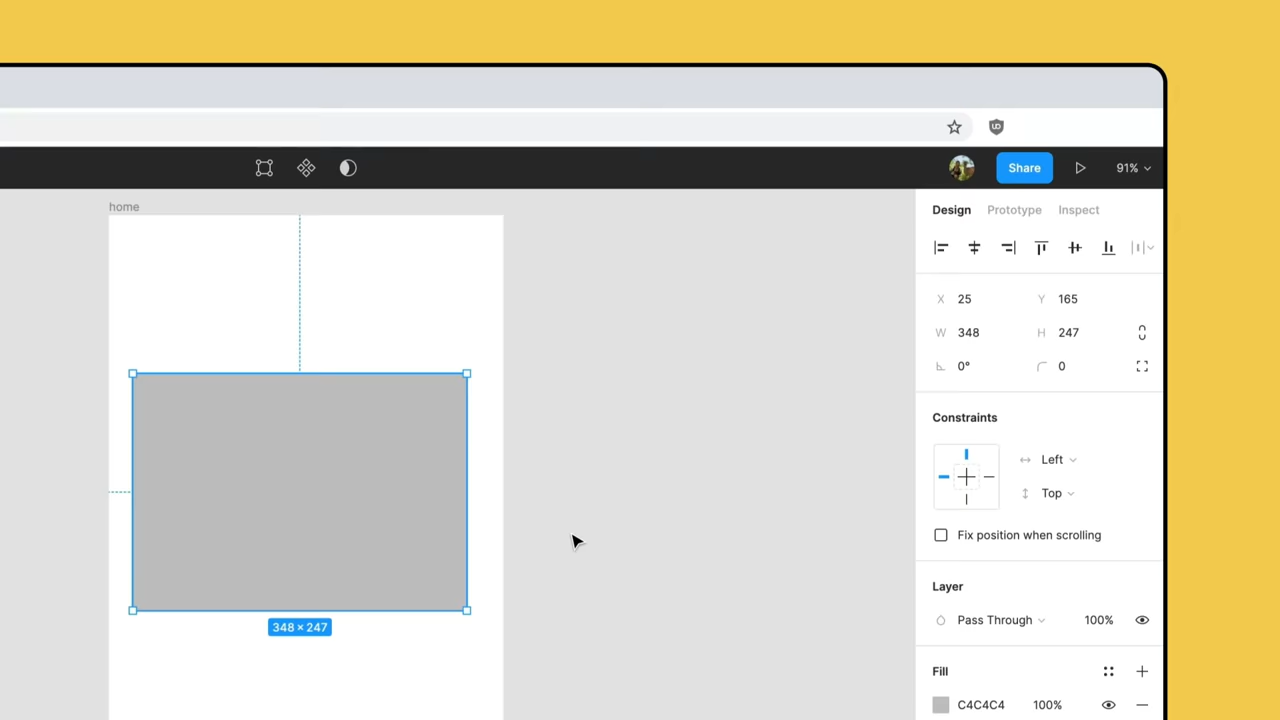 Share
91%
home
Design Prototype Inspect
X 25 Y 165
W 348 H 247
0° 0
Constraints
Left
Top
Fix position when scrolling
348 × 247
Layer
Pass Through 100%
Fill
C4C4C4 100%